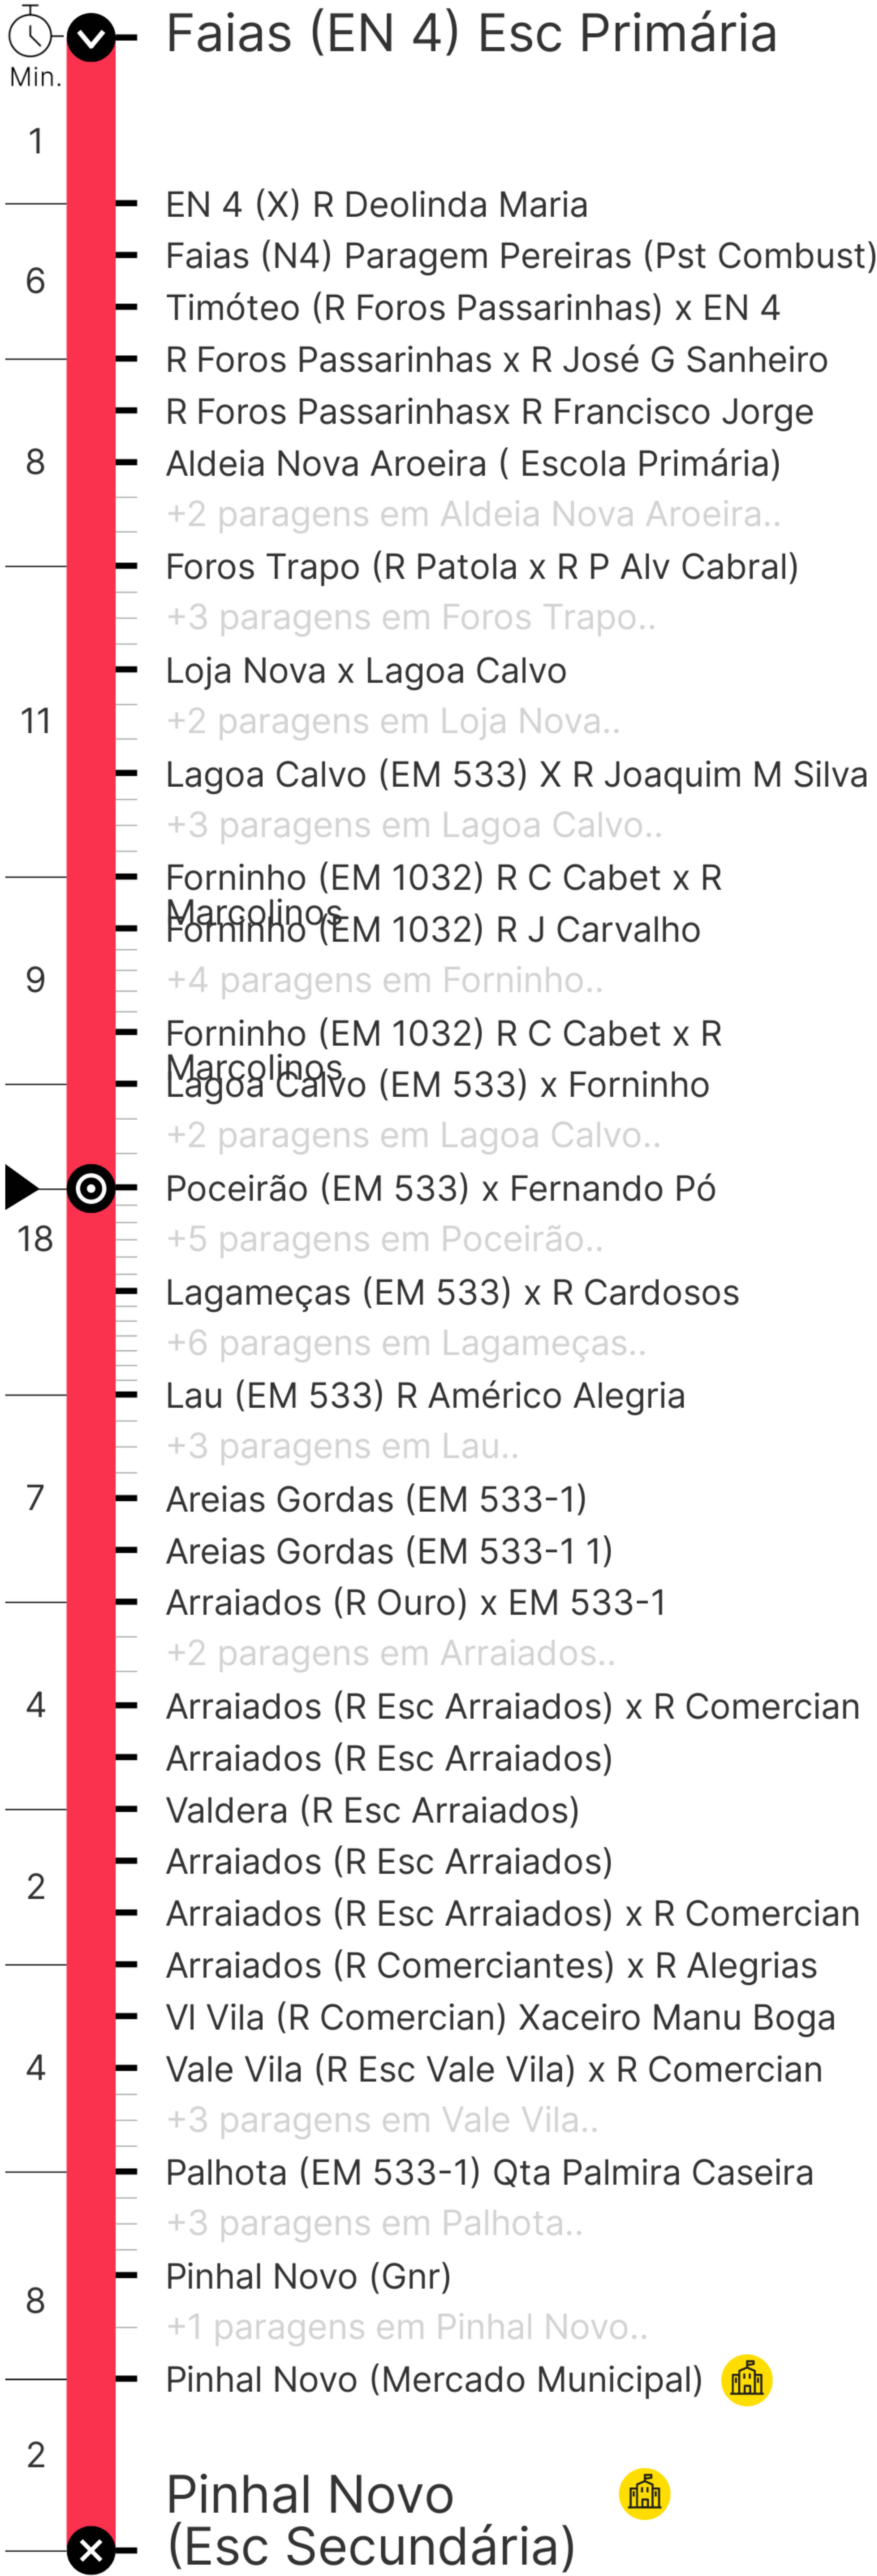 Faias (EN 4) Esc Primária
Min.
1
EN 4 (X) R Deolinda Maria
Faias (N4) Paragem Pereiras (Pst Combust)
6
Timóteo (R Foros Passarinhas) x EN 4
R Foros Passarinhas x R José G Sanheiro
R Foros Passarinhasx R Francisco Jorge
8
Aldeia Nova Aroeira ( Escola Primária)
+2 paragens em Aldeia Nova Aroeira..
Foros Trapo (R Patola x R P Alv Cabral)
+3 paragens em Foros Trapo..
Loja Nova x Lagoa Calvo
11
+2 paragens em Loja Nova..
Lagoa Calvo (EM 533) X R Joaquim M Silva
+3 paragens em Lagoa Calvo..
Forninho (EM 1032) R C Cabet x R
Marcolinos
Forninho (EM 1032) R J Carvalho
9
+4 paragens em Forninho..
Forninho (EM 1032) R C Cabet x R
Marcolinos
Lagoa Calvo (EM 533) x Forninho
+2 paragens em Lagoa Calvo..
Poceirão (EM 533) x Fernando Pó
18
+5 paragens em Poceirão..
Lagameças (EM 533) x R Cardosos
+6 paragens em Lagameças..
Lau (EM 533) R Américo Alegria
+3 paragens em Lau..
7
Areias Gordas (EM 533-1)
Areias Gordas (EM 533-1 1)
Arraiados (R Ouro) x EM 533-1
+2 paragens em Arraiados..
4
Arraiados (R Esc Arraiados) x R Comercian
Arraiados (R Esc Arraiados)
Valdera (R Esc Arraiados)
Arraiados (R Esc Arraiados)
2
Arraiados (R Esc Arraiados) x R Comercian
Arraiados (R Comerciantes) x R Alegrias
Vl Vila (R Comercian) Xaceiro Manu Boga
4
Vale Vila (R Esc Vale Vila) x R Comercian
+3 paragens em Vale Vila..
Palhota (EM 533-1) Qta Palmira Caseira
+3 paragens em Palhota..
Pinhal Novo (Gnr)
8
+1 paragens em Pinhal Novo..
Pinhal Novo (Mercado Municipal)
2
Pinhal Novo
(Esc Secundária)